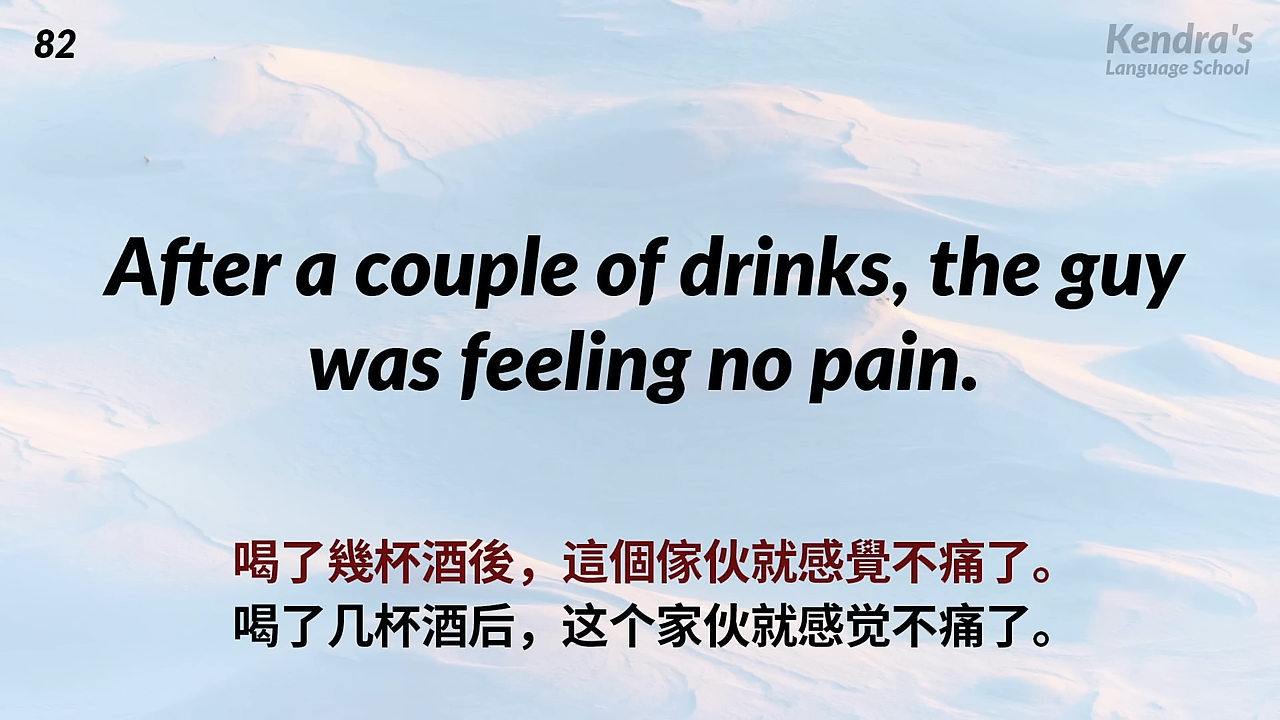 82
Kendra's
Language School
After a couple of drinks, the guy
was feeling no pain.
喝了幾杯酒後，這個傢伙就感覺不痛了。
喝了几杯酒后，这个家伙就感觉不痛了。